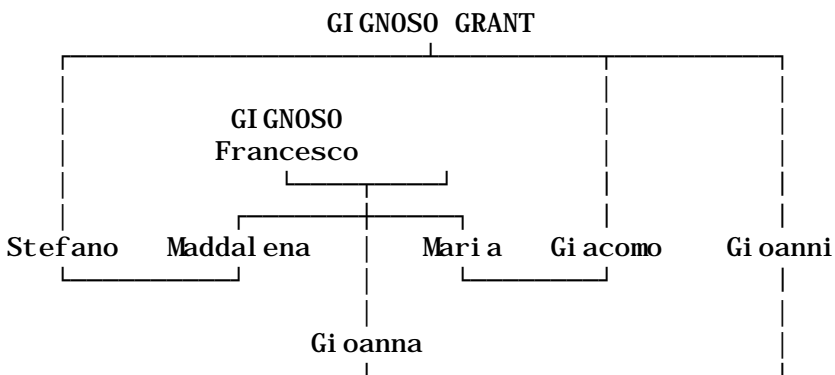 GIGNOSO GRANT
GIGNOSO
Francesco
Stefano Maddalena Maria Giacomo Gioanni
Gioanna